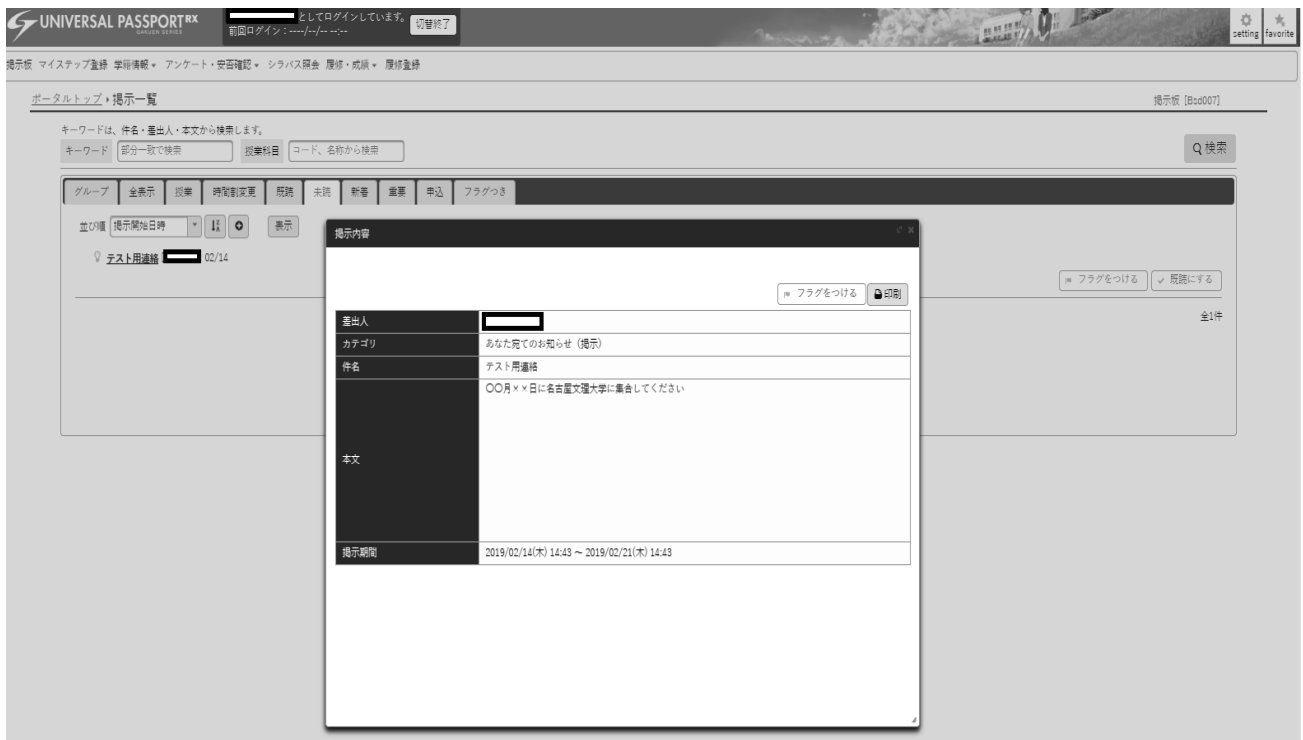 UNIVERSAL PASSPORT RX
GAKUEN SERIES
としてログインしています。
前回ログイン：----/--/-- --:--
切替終了
setting favorite
掲示板 マイステップ登録 学籍情報 アンケート・安否確認 シラバス照会 履修・成績 履修登録
ポータルトップ 掲示一覧
掲示板 [Bsd007]
キーワードは、件名・差出人・本文から検索します。
キーワード 部分一致で検索 授業科目 コード、名称から検索
検索
グループ 全表示 授業 時間割変更 既読 未読 新着 重要 申込 フラグつき
並び順 掲示開始日時 表示
テスト用連絡 02/14
フラグをつける 既読にする
全1件
掲示内容
フラグをつける 印刷
差出人
カテゴリ あなた宛てのお知らせ（掲示）
件名 テスト用連絡
本文 〇〇月××日に名古屋文理大学に集合してください
掲示期間 2019/02/14(木) 14:43 ～ 2019/02/21(木) 14:43